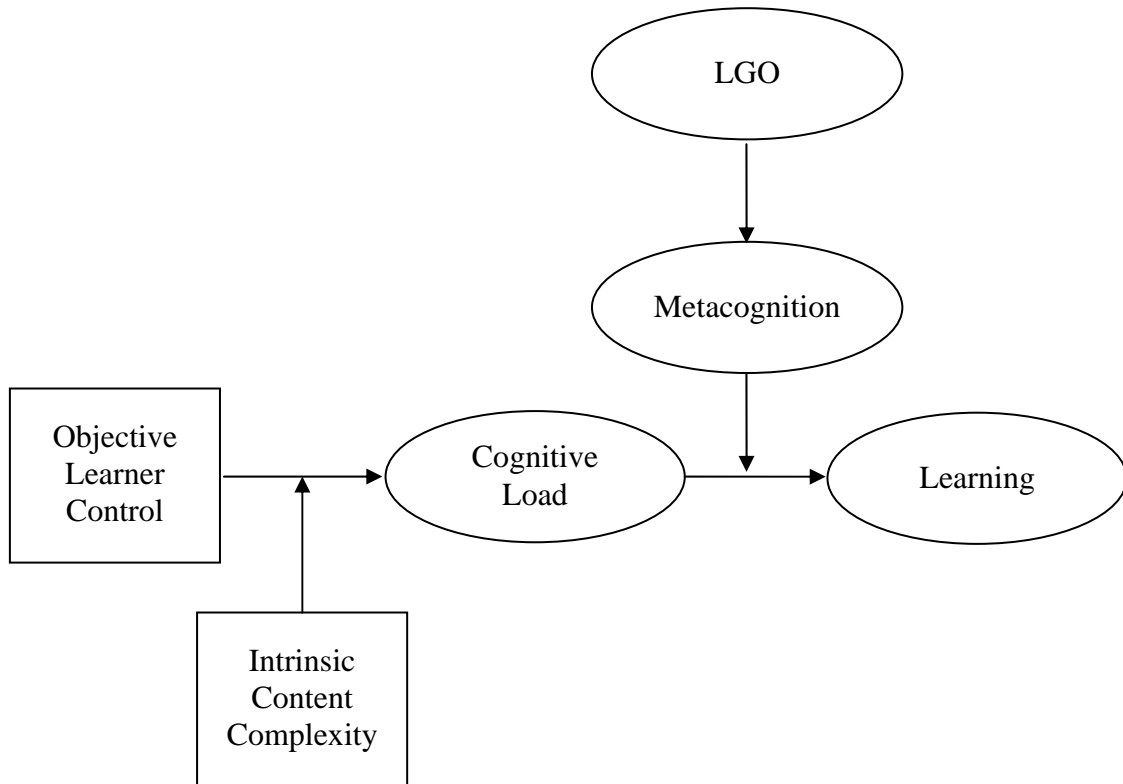 LGO
Metacognition
Objective
Learner
Control
Cognitive
Load
Learning
Intrinsic
Content
Complexity